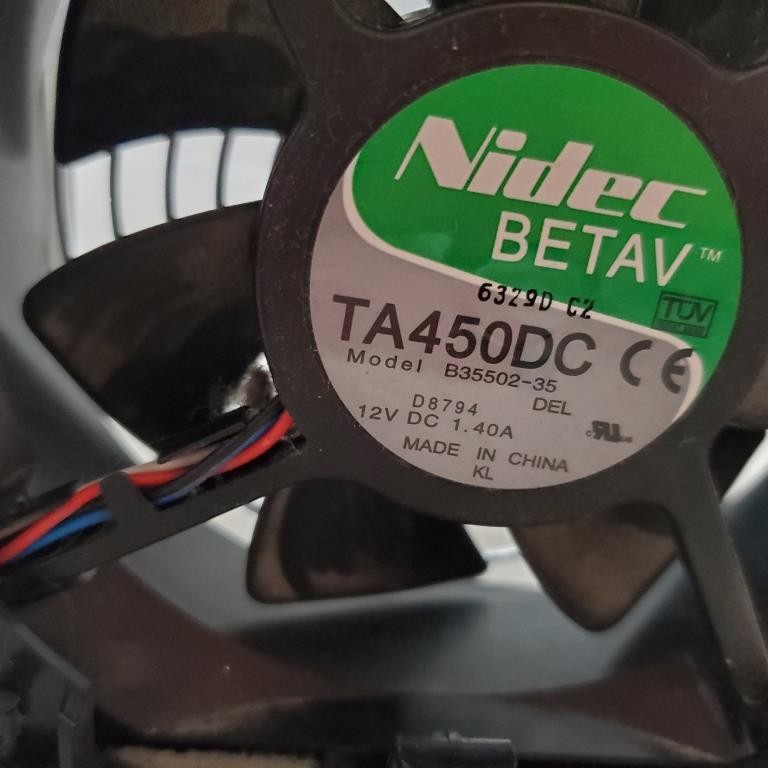 Nidec
BETAV™
6329D C2
TÜV
TA450DC CE
Model B35502-35
D8794 DEL
12V DC 1.40A
MADE IN CHINA
KL